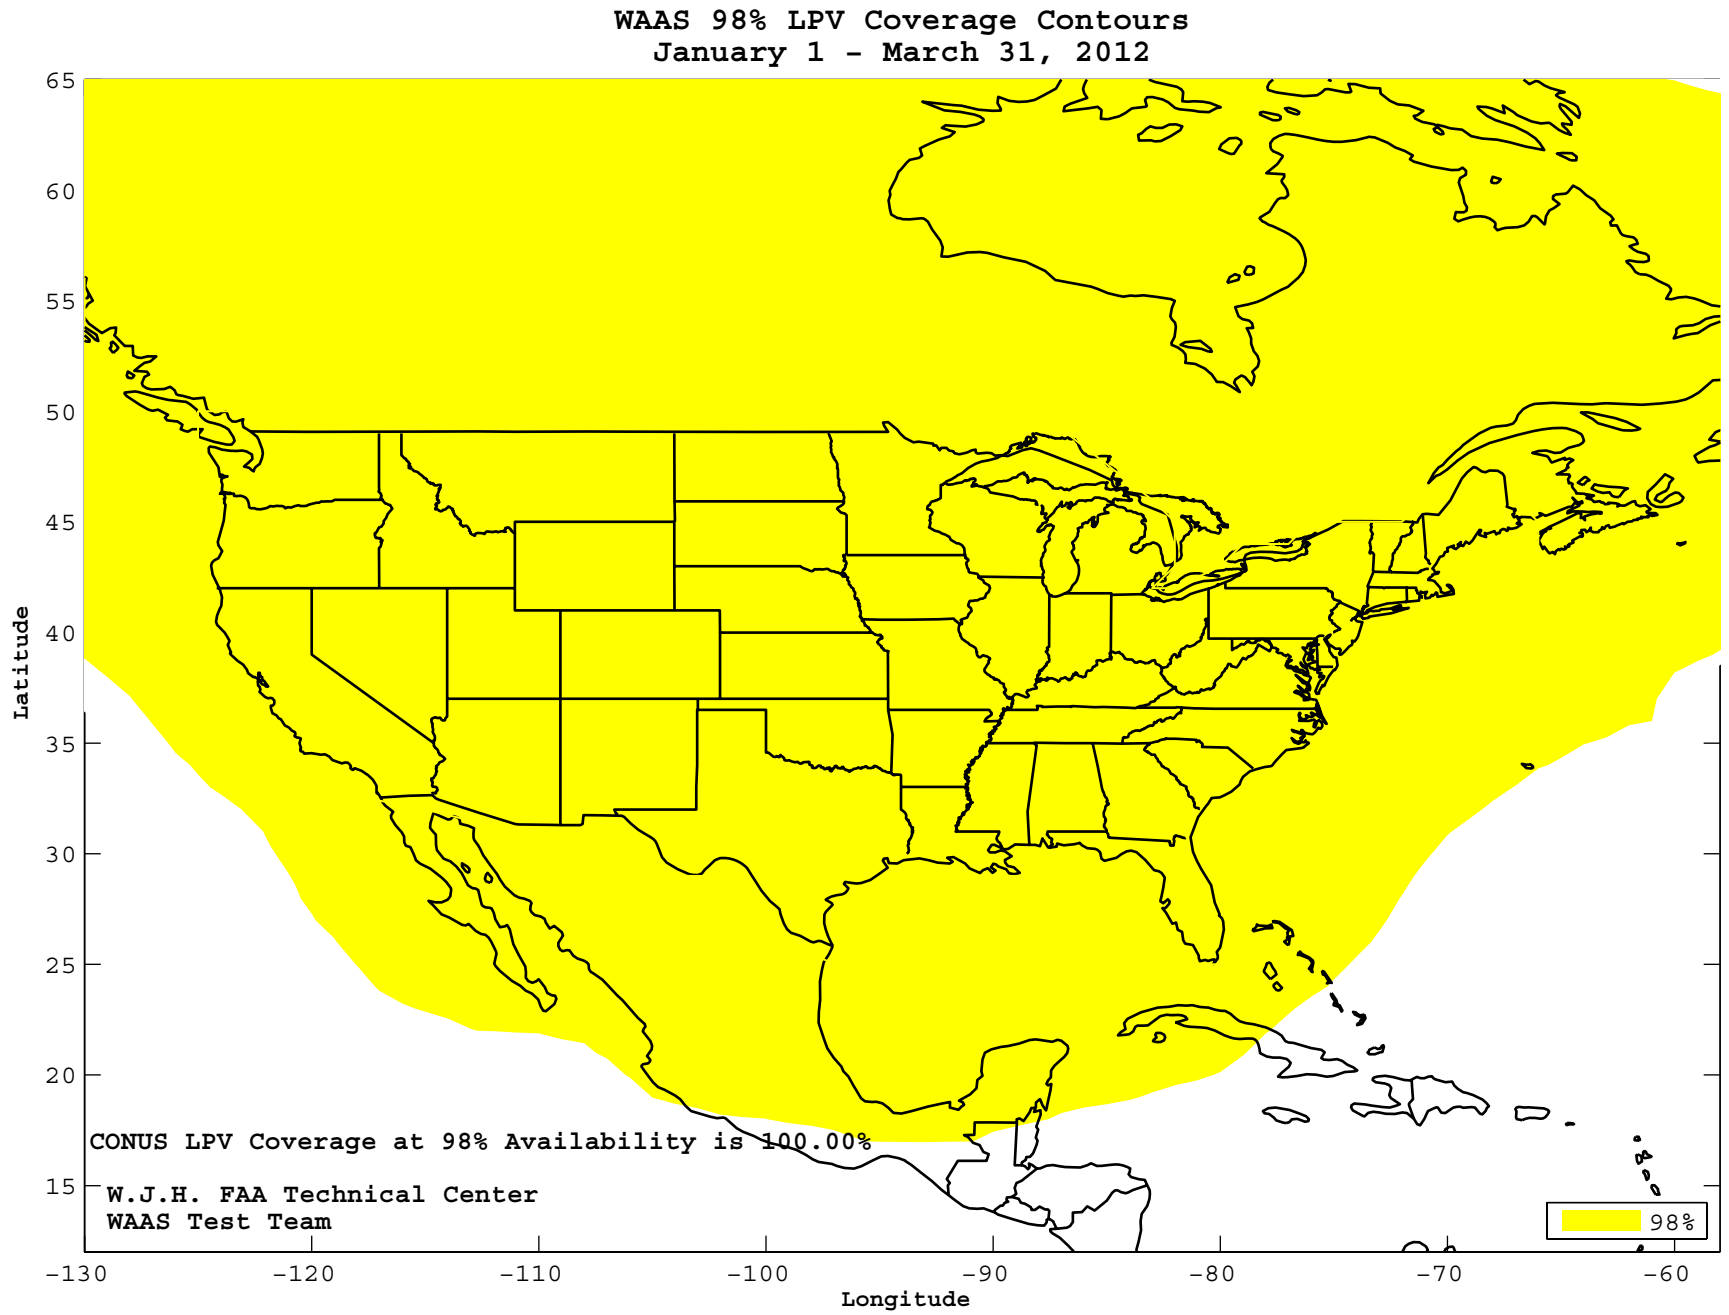 WAAS 98% LPV Coverage Contours
January 1 - March 31, 2012
65
60
55
50
45
40
35
30
25
20
15
Latitude
CONUS LPV Coverage at 98% Availability is 100.00%
W.J.H. FAA Technical Center
WAAS Test Team
98%
-130 -120 -110 -100 -90 -80 -70 -60
Longitude